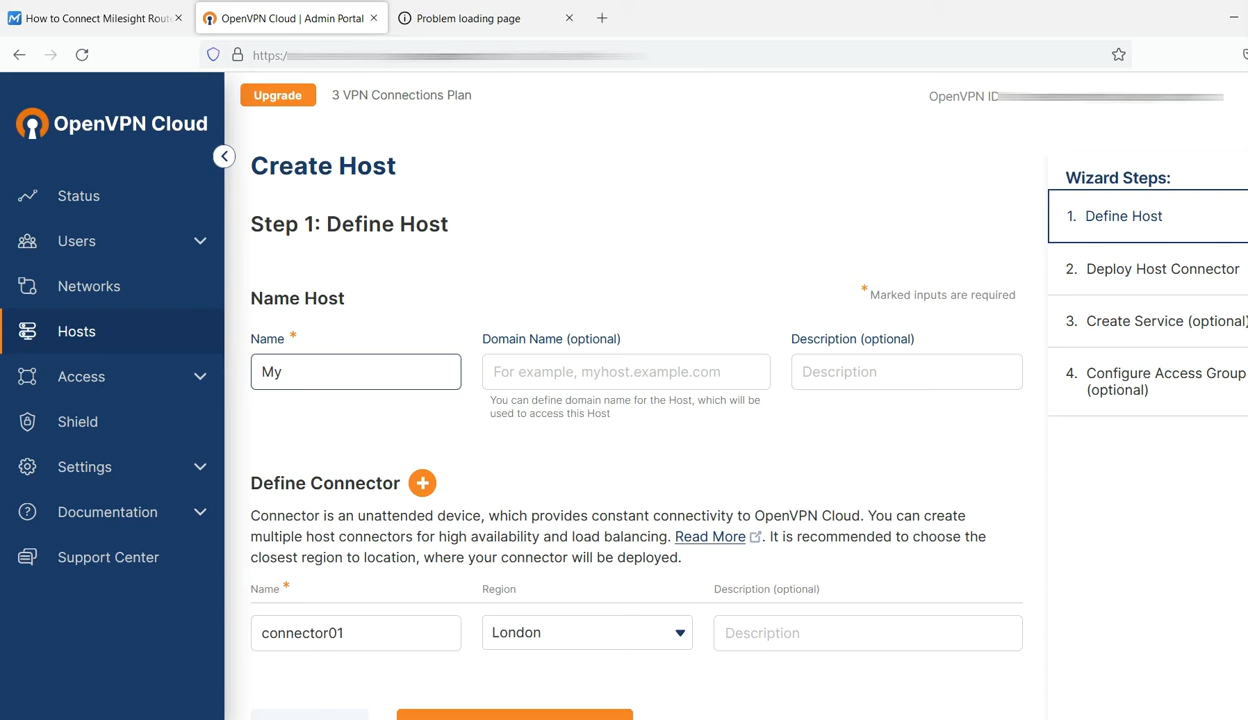 How to Connect Milesight Route
OpenVPN Cloud | Admin Portal
Problem loading page
https:/
Upgrade
3 VPN Connections Plan
OpenVPN ID
OpenVPN Cloud
Status
Users
Networks
Hosts
Access
Shield
Settings
Documentation
Support Center
Create Host
Step 1: Define Host
Name Host
* Marked inputs are required
Name *
Domain Name (optional)
Description (optional)
My
For example, myhost.example.com
Description
You can define domain name for the Host, which will be
used to access this Host
Define Connector
Connector is an unattended device, which provides constant connectivity to OpenVPN Cloud. You can create
multiple host connectors for high availability and load balancing. Read More. It is recommended to choose the
closest region to location, where your connector will be deployed.
Name *
Region
Description (optional)
connector01
London
Description
Wizard Steps:
1. Define Host
2. Deploy Host Connector
3. Create Service (optional)
4. Configure Access Group
(optional)